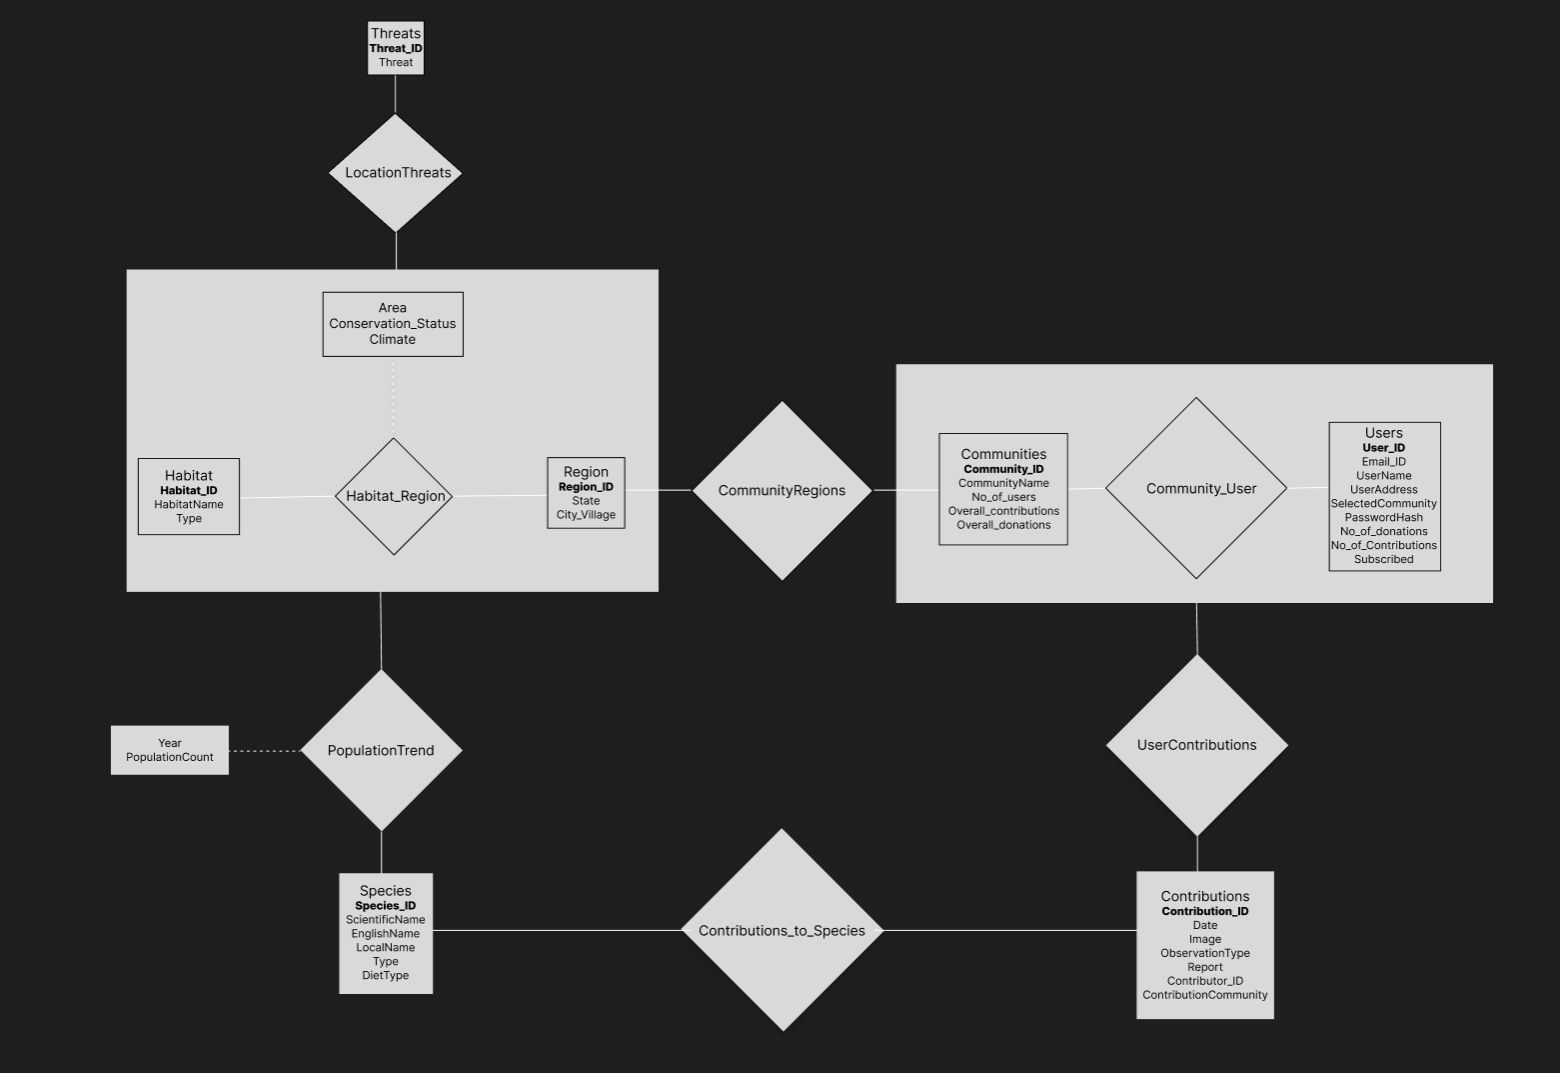 Threats
Threat_ID
Threat
LocationThreats
Area
Conservation_Status
Climate
Habitat
Habitat_ID
HabitatName
Type
Habitat_Region
Region
Region_ID
State
City_Village
CommunityRegions
Communities
Community_ID
CommunityName
No_of_users
Overall_contributions
Overall_donations
Community_User
Users
User_ID
Email_ID
UserName
UserAddress
SelectedCommunity
PasswordHash
No_of_donations
No_of_Contributions
Subscribed
Year
PopulationCount
PopulationTrend
UserContributions
Species
Species_ID
ScientificName
EnglishName
LocalName
Type
DietType
Contributions_to_Species
Contributions
Contribution_ID
Date
Image
ObservationType
Report
Contributor_ID
ContributionCommunity